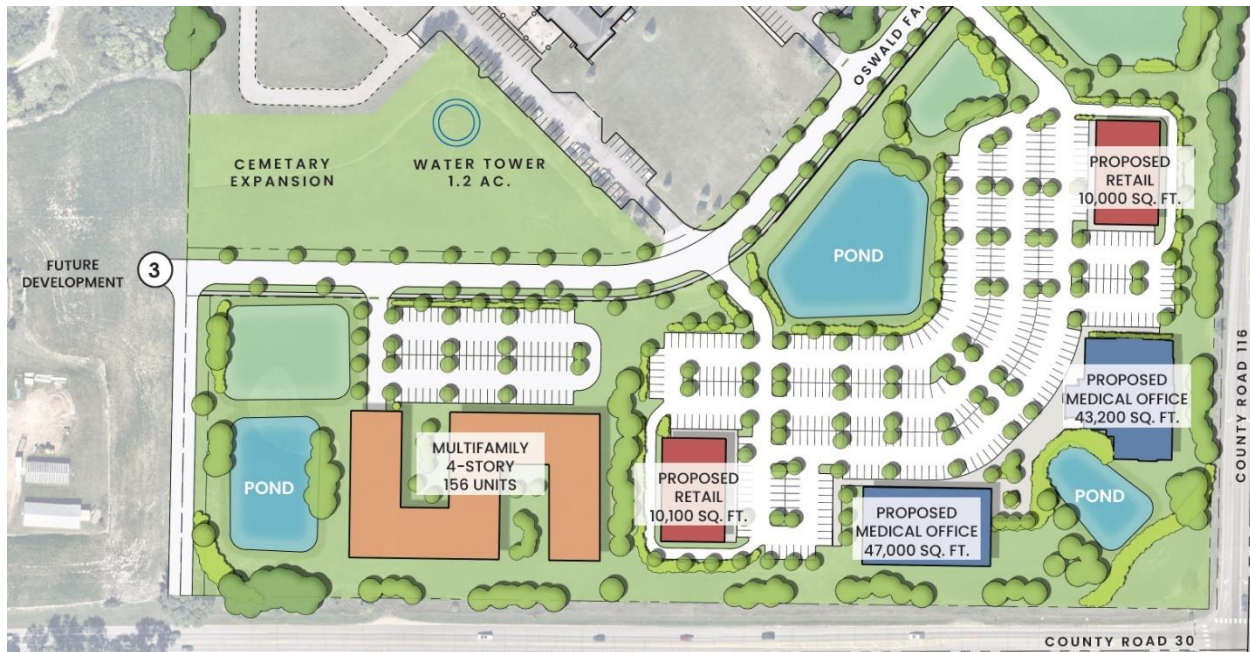 OSWALD FA
CEMETARY
EXPANSION
WATER TOWER
1.2 AC.
PROPOSED
RETAIL
10,000 SQ. FT.
FUTURE
DEVELOPMENT
3
POND
COUNTY ROAD 116
PROPOSED
MEDICAL OFFICE
43,200 SQ. FT.
MULTIFAMILY
4-STORY
156 UNITS
POND
PROPOSED
RETAIL
10,100 SQ. FT.
PROPOSED
MEDICAL OFFICE
47,000 SQ. FT.
POND
COUNTY ROAD 30